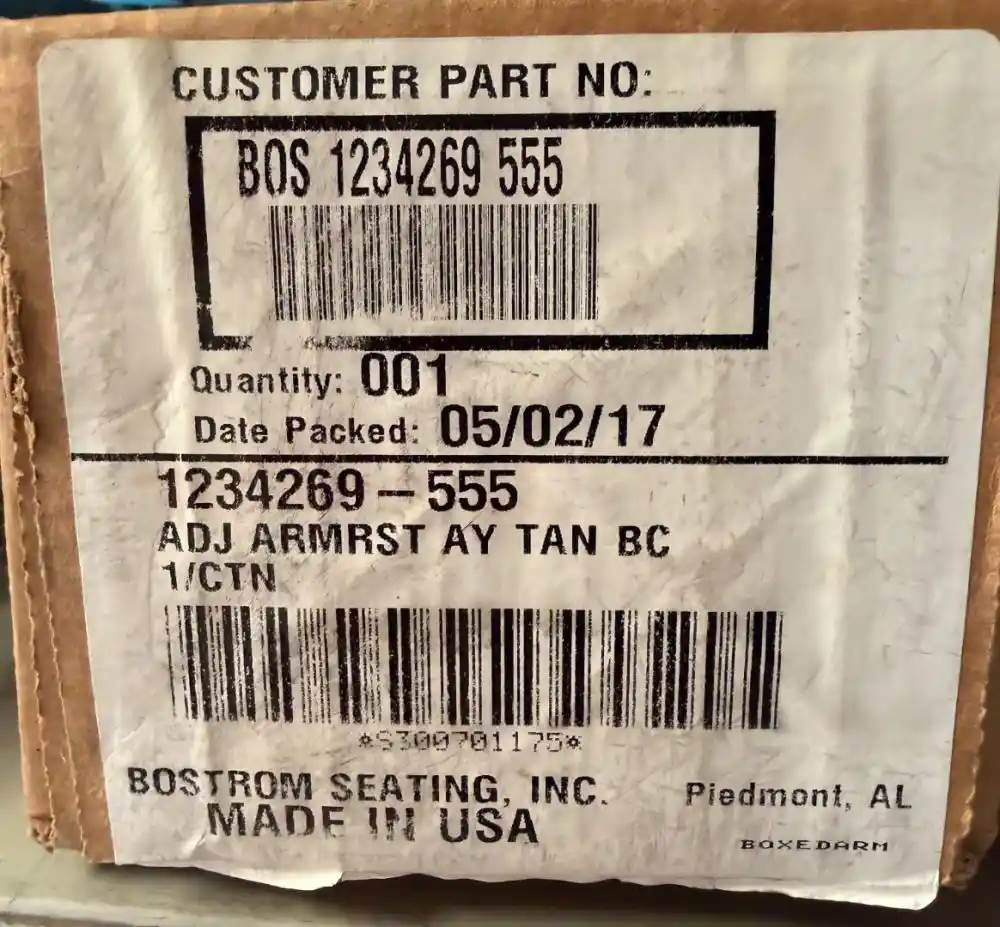 CUSTOMER PART NO:
BOS 1234269 555
Quantity: 001
Date Packed: 05/02/17
1234269-555
ADJ ARMRST AY TAN BC
1/CTN
*S300701175*
BOSTROM SEATING, INC. Piedmont, AL
MADE IN USA
BOXEDARM